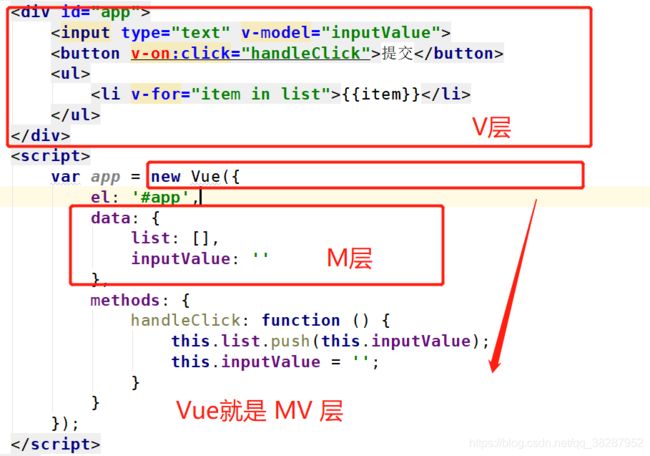 <div id="app">
<input type="text" v-model="inputValue">
<button v-on:click="handleClick">提交</button>
<ul>
<li v-for="item in list">{{item}}</li>
</ul>
V层
</div>
<script>
var app = new Vue({
el: '#app',
data: {
list: [],
M层
inputValue: ''
},
methods: {
handleClick: function () {
this.list.push(this.inputValue);
this.inputValue = '';
}
}
Vue就是 MV 层
});
</script>
https://blog.csdn.net/qq_38287952